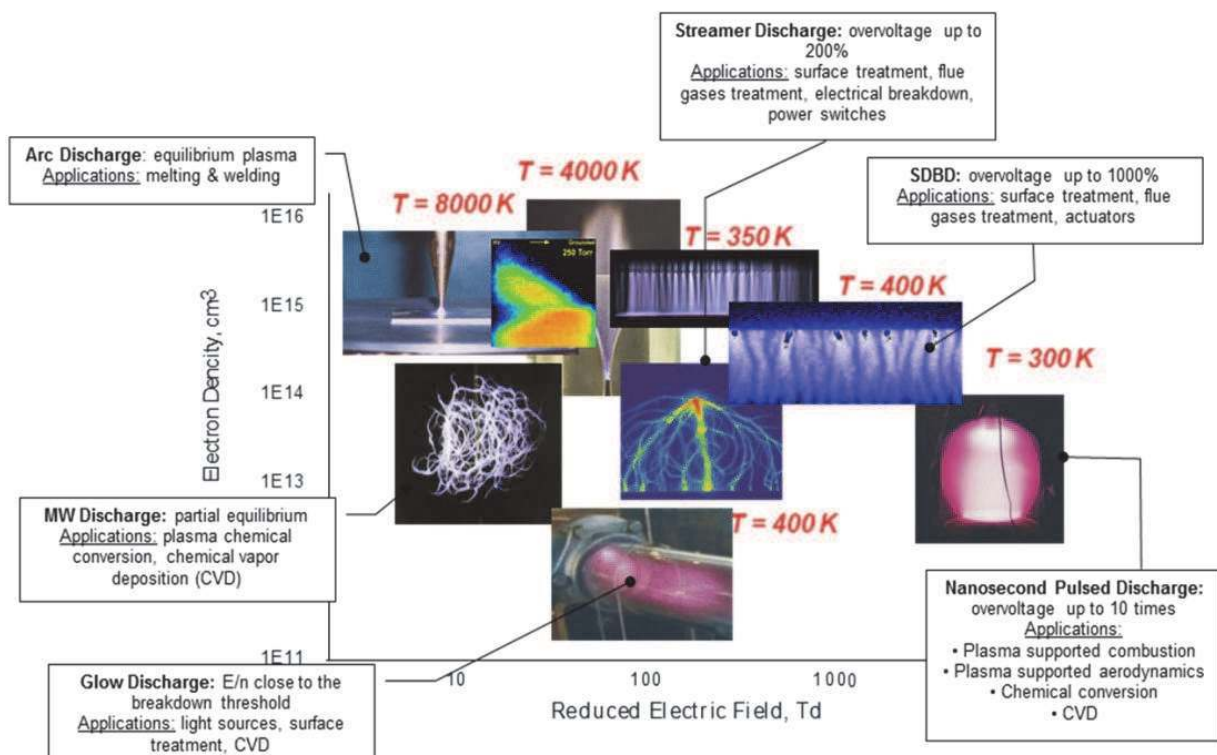 Streamer Discharge: overvoltage up to
200%
Applications: surface treatment, flue
gases treatment, electrical breakdown,
power switches
Arc Discharge: equilibrium plasma
Applications: melting & welding
SDBD: overvoltage up to 1000%
Applications: surface treatment, flue
gases treatment, actuators
T = 4000 K
T = 8000 K
T = 350 K
T = 400 K
T = 300 K
T = 400 K
Grounded
250 Torr
Electron Dencity, cm3
1E16
1E15
1E14
1E13
1E11
MW Discharge: partial equilibrium
Applications: plasma chemical
conversion, chemical vapor
deposition (CVD)
Nanosecond Pulsed Discharge:
overvoltage up to 10 times
Applications:
• Plasma supported combustion
• Plasma supported aerodynamics
• Chemical conversion
• CVD
Glow Discharge: E/n close to the
breakdown threshold
Applications: light sources, surface
treatment, CVD
10
100
1000
Reduced Electric Field, Td